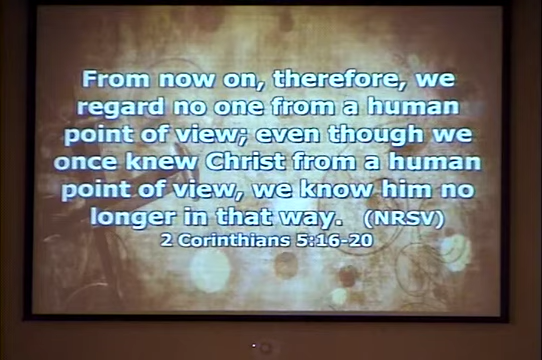 From now on, therefore, we
regard no one from a human
point of view; even though we
once knew Christ from a human
point of view, we know him no
longer in that way. (NRSV)
2 Corinthians 5:16-20